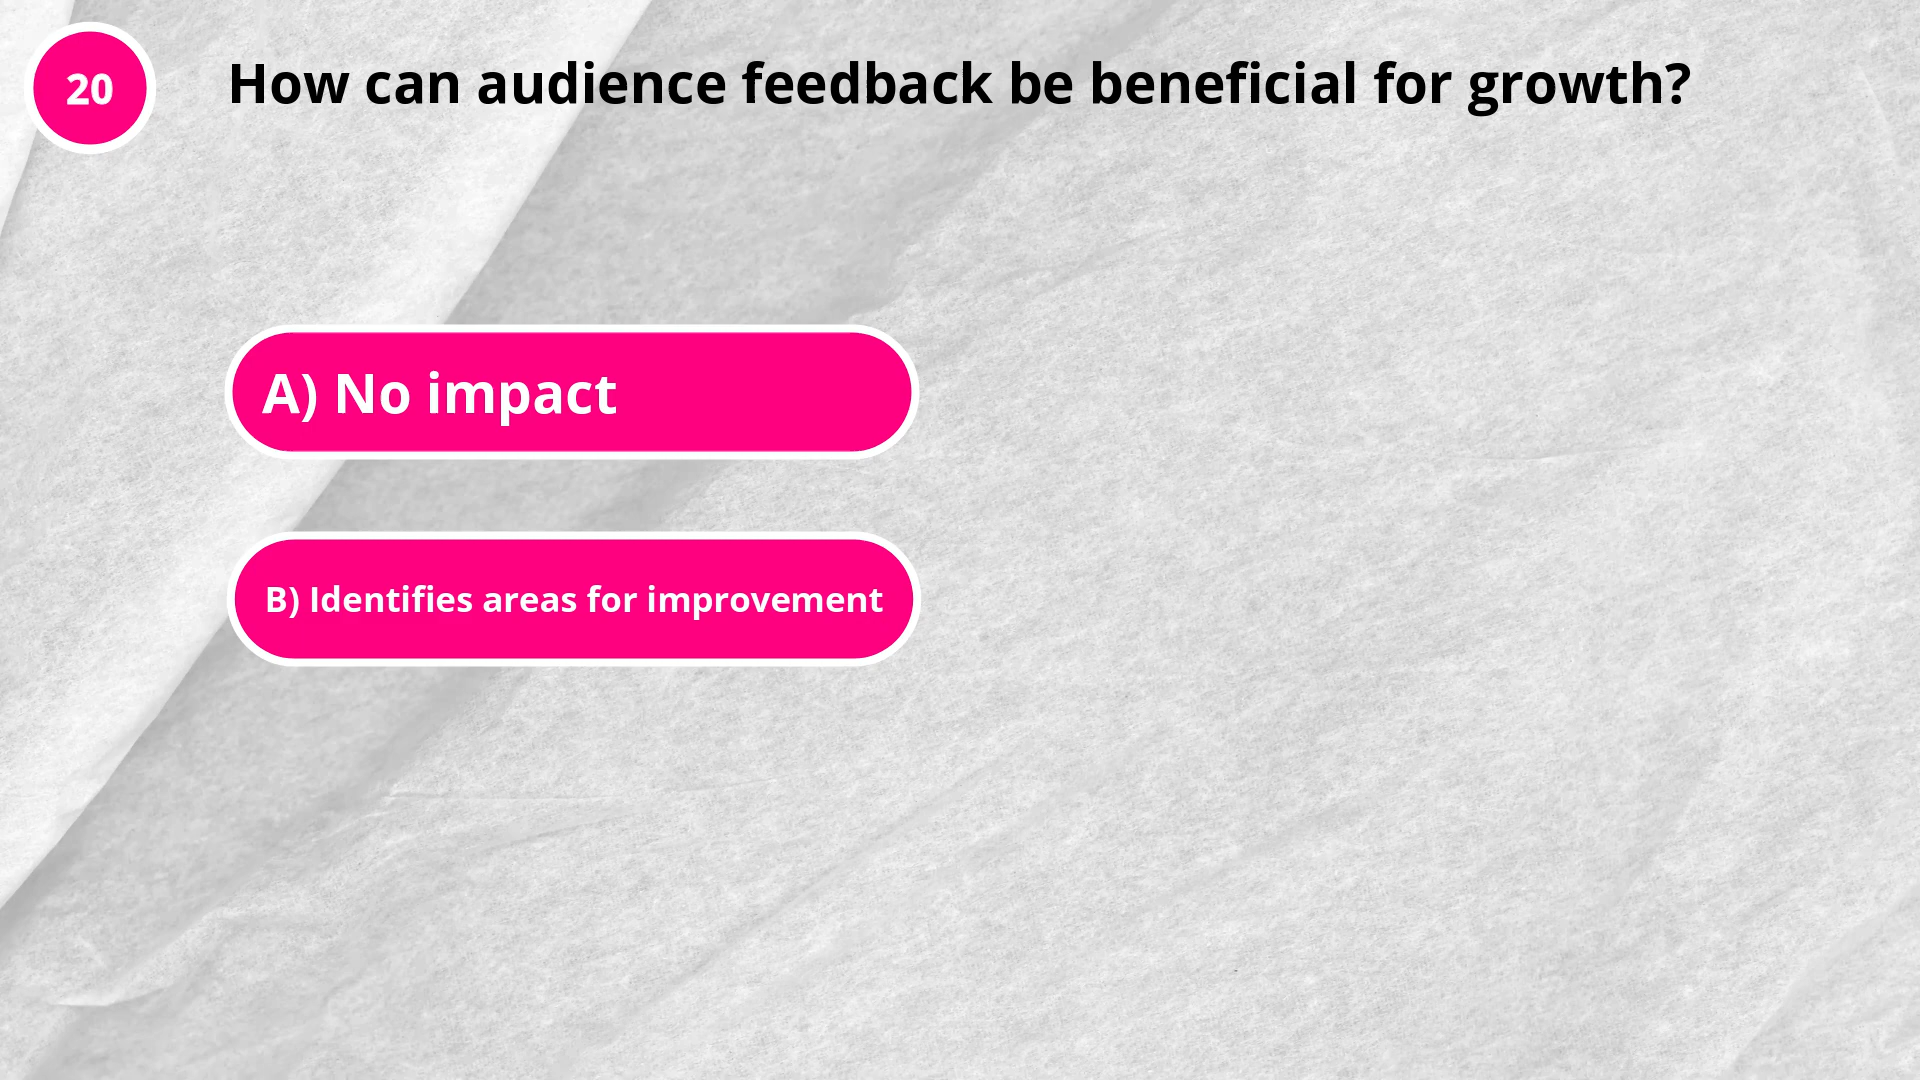 20
How can audience feedback be beneficial for growth?
A) No impact
B) Identifies areas for improvement